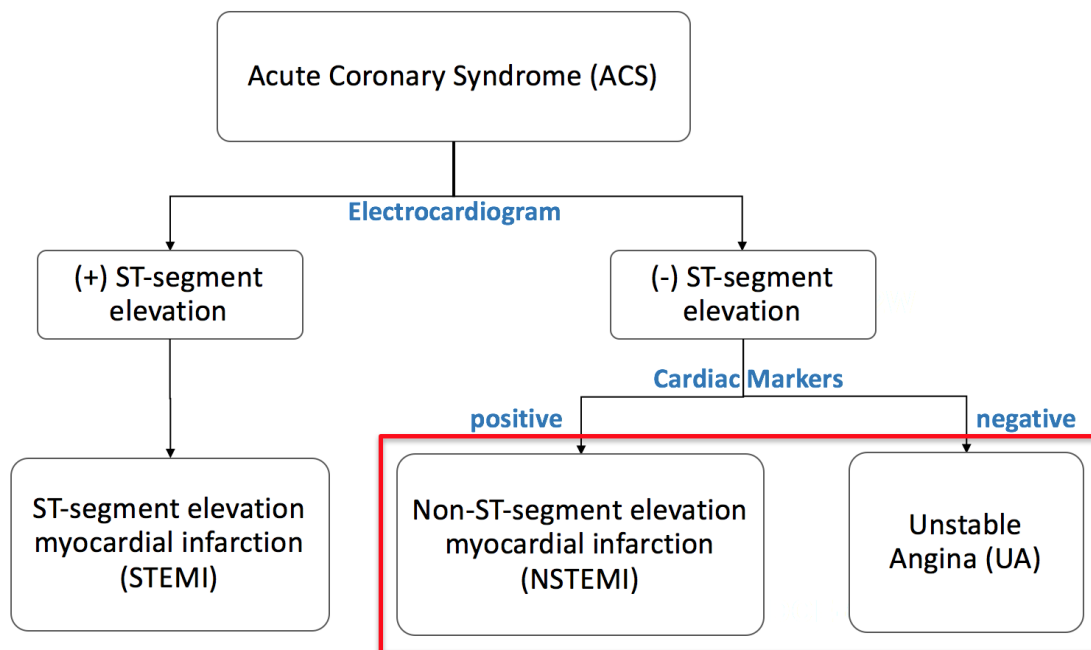 Acute Coronary Syndrome (ACS)
Electrocardiogram
(+) ST-segment
elevation
(-) ST-segment
elevation
Cardiac Markers
positive
negative
ST-segment elevation
myocardial infarction
(STEMI)
Non-ST-segment elevation
myocardial infarction
(NSTEMI)
Unstable
Angina (UA)